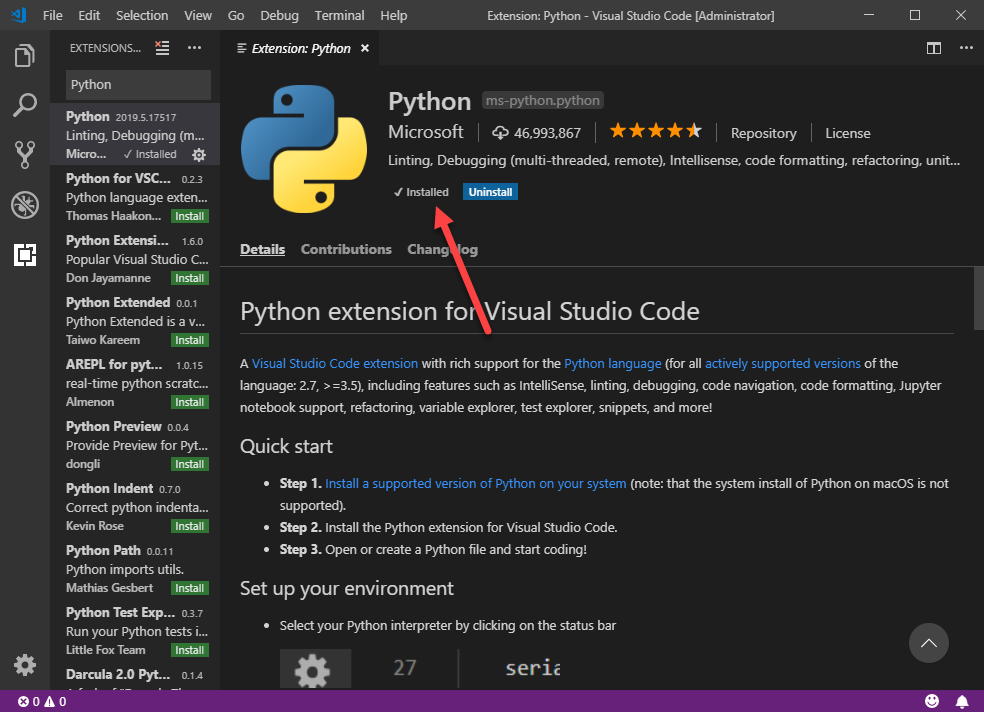 File Edit Selection View Go Debug Terminal Help Extension: Python - Visual Studio Code [Administrator]
EXTENSIONS...
Python
Python 2019.5.17517
Linting, Debugging (m...
Micro... ✓ Installed
Python for VSC... 0.2.3
Python language exten...
Thomas Haakon... Install
Python Extensi... 1.6.0
Popular Visual Studio C...
Don Jayamanne Install
Python Extended 0.0.1
Python Extended is a v...
Taiwo Kareem Install
AREPL for pyt... 1.0.15
real-time python scratc...
Almenon Install
Python Preview 0.0.4
Provide Preview for Pyt...
dongli Install
Python Indent 0.7.0
Correct python indenta...
Kevin Rose Install
Python Path 0.0.11
Python imports utils.
Mathias Gesbert Install
Python Test Exp... 0.3.7
Run your Python tests i...
Little Fox Team Install
Darcula 2.0 Pyt... 0.1.4
Extension: Python
Python ms-python.python
Microsoft 46,993,867 Repository License
Linting, Debugging (multi-threaded, remote), Intellisense, code formatting, refactoring, unit...
✓ Installed Uninstall
Details Contributions Changelog
Python extension for Visual Studio Code
A Visual Studio Code extension with rich support for the Python language (for all actively supported versions of the
language: 2.7, >=3.5), including features such as IntelliSense, linting, debugging, code navigation, code formatting, Jupyter
notebook support, refactoring, variable explorer, test explorer, snippets, and more!
Quick start
• Step 1. Install a supported version of Python on your system (note: that the system install of Python on macOS is not
supported).
• Step 2. Install the Python extension for Visual Studio Code.
• Step 3. Open or create a Python file and start coding!
Set up your environment
• Select your Python interpreter by clicking on the status bar
27 seria
0 0